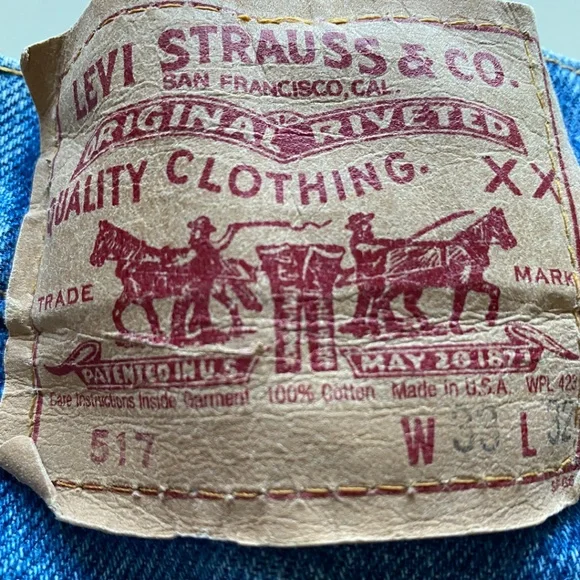 LEVI STRAUSS & CO.
SAN FRANCISCO, CAL.
ORIGINAL RIVETED
QUALITY CLOTHING. XX
TRADE MARK
PATENTED IN U.S. MAY 20 1873
Care Instructions Inside Garment 100% Cotton Made in U.S.A. WPL 423
517 W 33 L 32